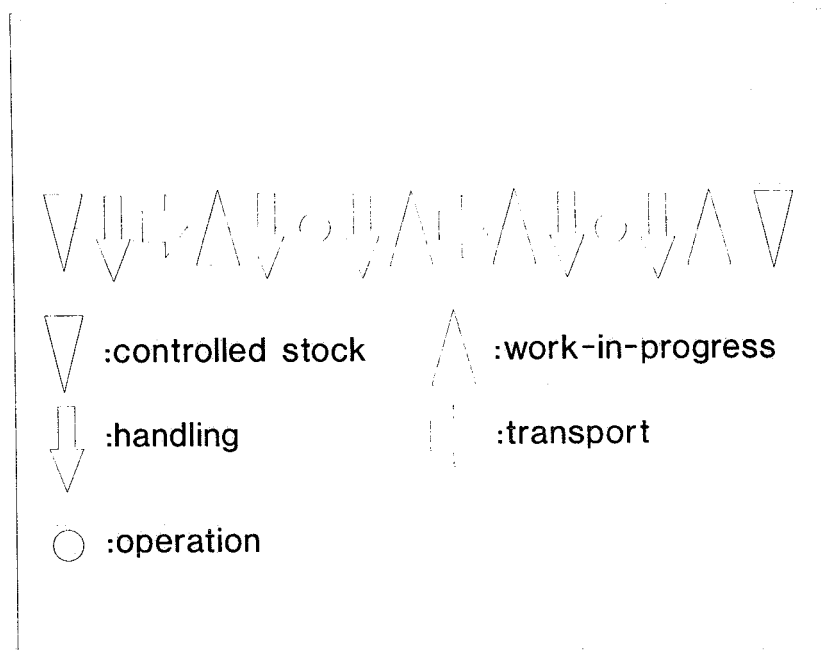 :controlled stock
:work-in-progress
:handling
:transport
:operation